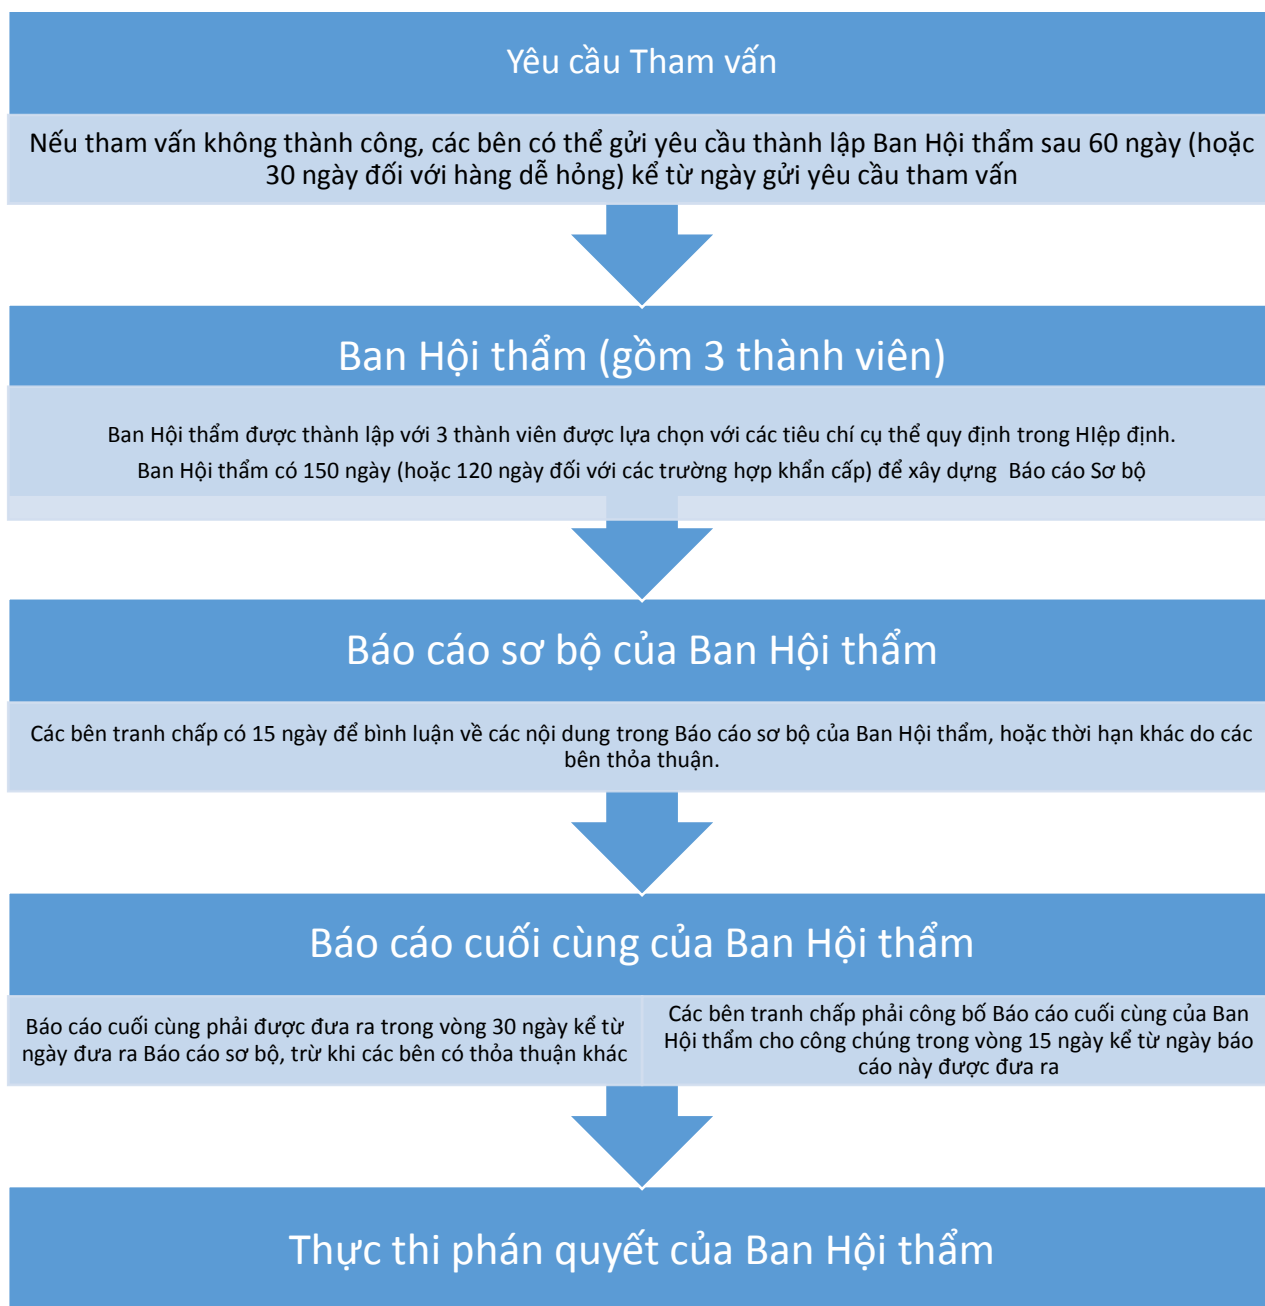 Yêu cầu Tham vấn
Nếu tham vấn không thành công, các bên có thể gửi yêu cầu thành lập Ban Hội thẩm sau 60 ngày (hoặc
30 ngày đối với hàng dễ hỏng) kể từ ngày gửi yêu cầu tham vấn
Ban Hội thẩm (gồm 3 thành viên)
Ban Hội thẩm được thành lập với 3 thành viên được lựa chọn với các tiêu chí cụ thể quy định trong HIệp định.
Ban Hội thẩm có 150 ngày (hoặc 120 ngày đối với các trường hợp khẩn cấp) để xây dựng Báo cáo Sơ bộ
Báo cáo sơ bộ của Ban Hội thẩm
Các bên tranh chấp có 15 ngày để bình luận về các nội dung trong Báo cáo sơ bộ của Ban Hội thẩm, hoặc thời hạn khác do các
bên thỏa thuận.
Báo cáo cuối cùng của Ban Hội thẩm
Báo cáo cuối cùng phải được đưa ra trong vòng 30 ngày kể từ
ngày đưa ra Báo cáo sơ bộ, trừ khi các bên có thỏa thuận khác
Các bên tranh chấp phải công bố Báo cáo cuối cùng của Ban
Hội thẩm cho công chúng trong vòng 15 ngày kể từ ngày báo
cáo này được đưa ra
Thực thi phán quyết của Ban Hội thẩm